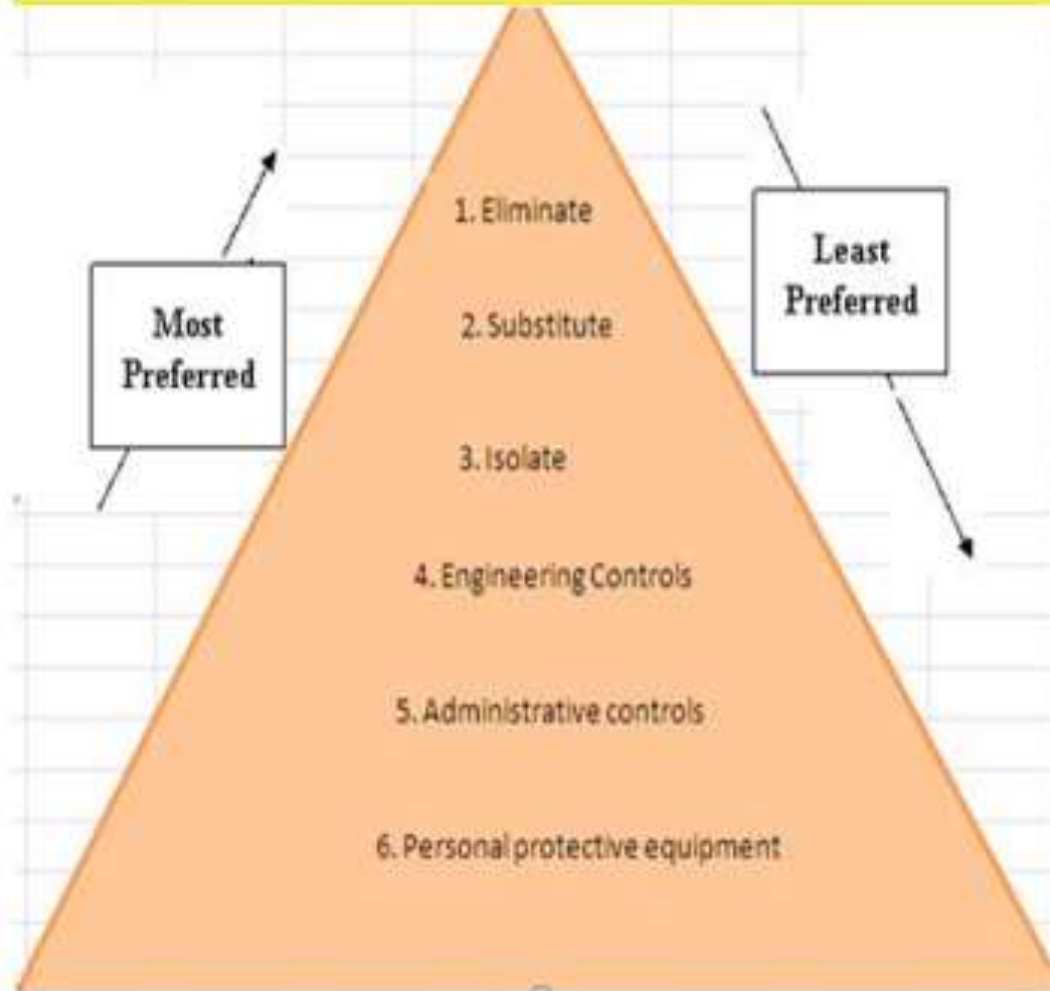 1. Eliminate
Least
Preferred
Most
Preferred
2. Substitute
3. Isolate
4. Engineering Controls
5. Administrative controls
6. Personal protective equipment